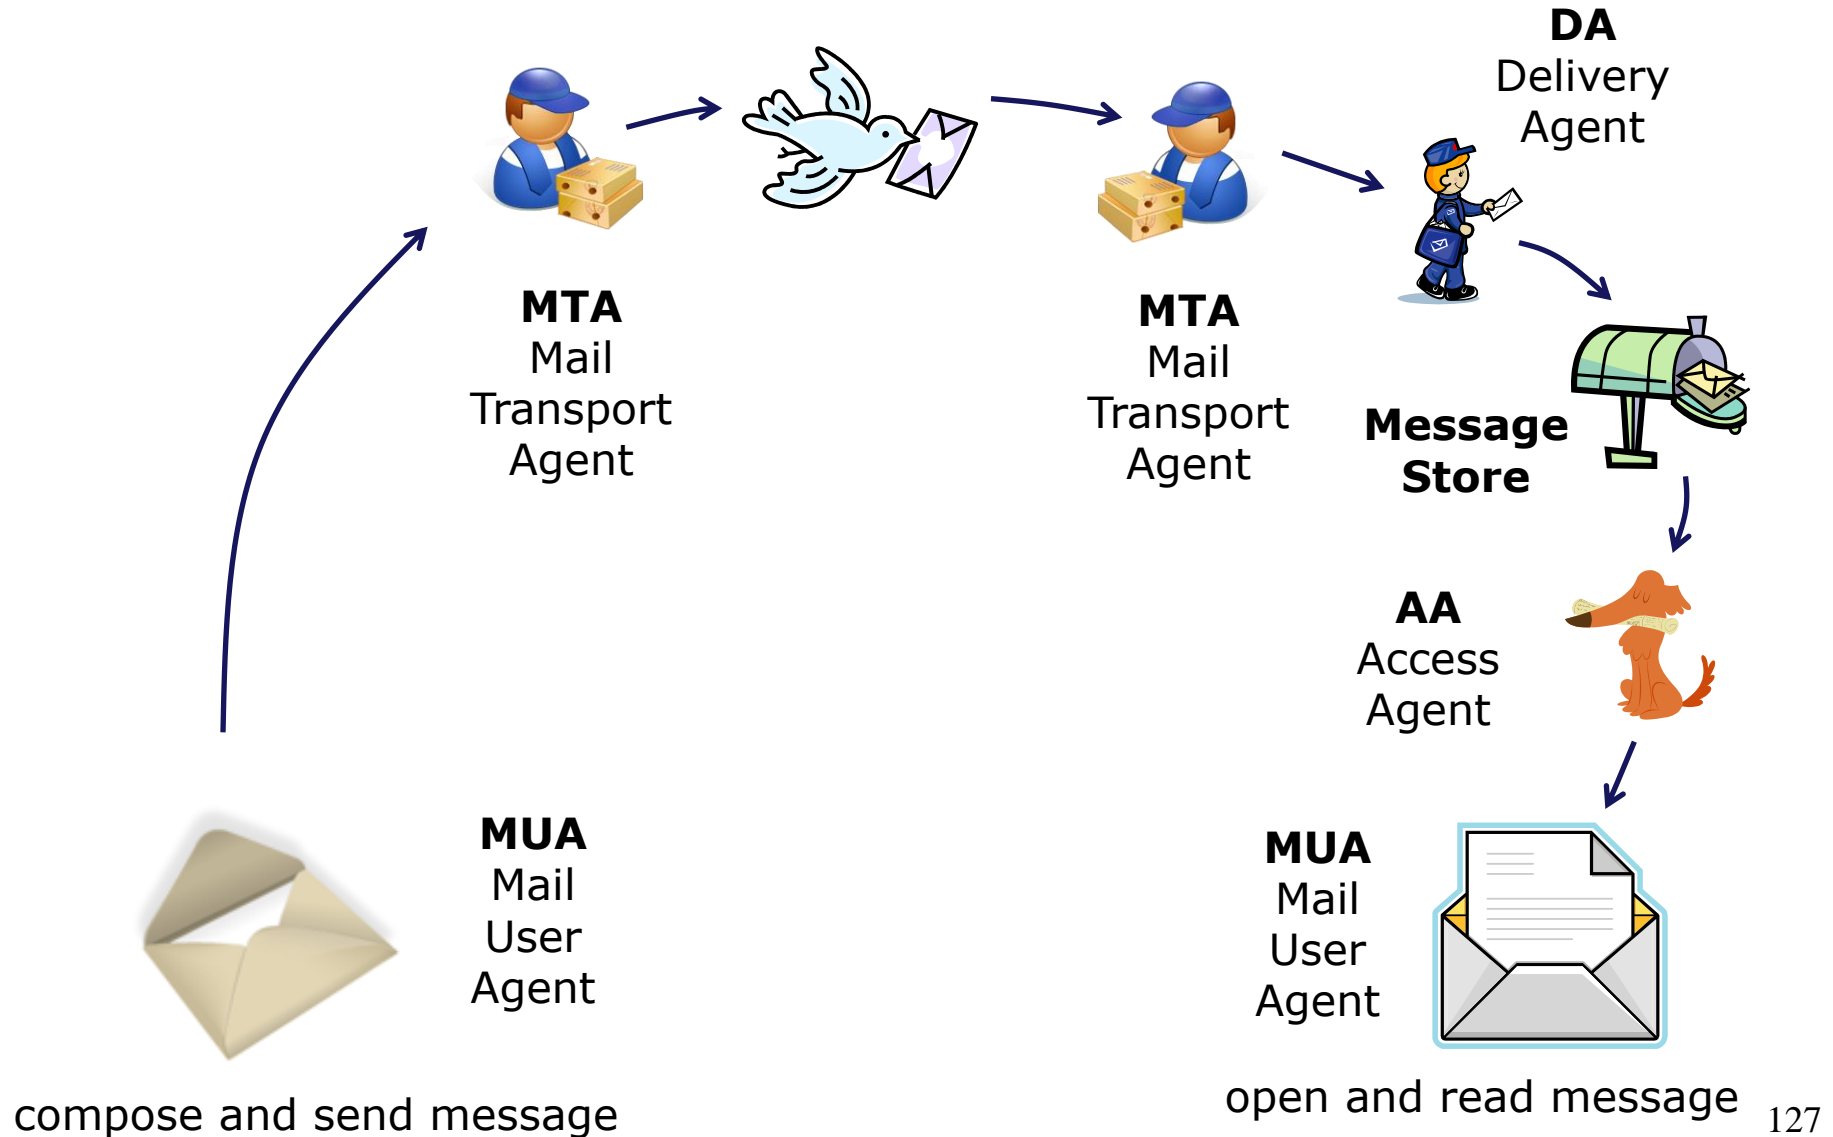 DA
Delivery
Agent
MTA
Mail
Transport
Agent
MTA
Mail
Transport
Agent
Message
Store
AA
Access
Agent
MUA
Mail
User
Agent
MUA
Mail
User
Agent
compose and send message
open and read message
127